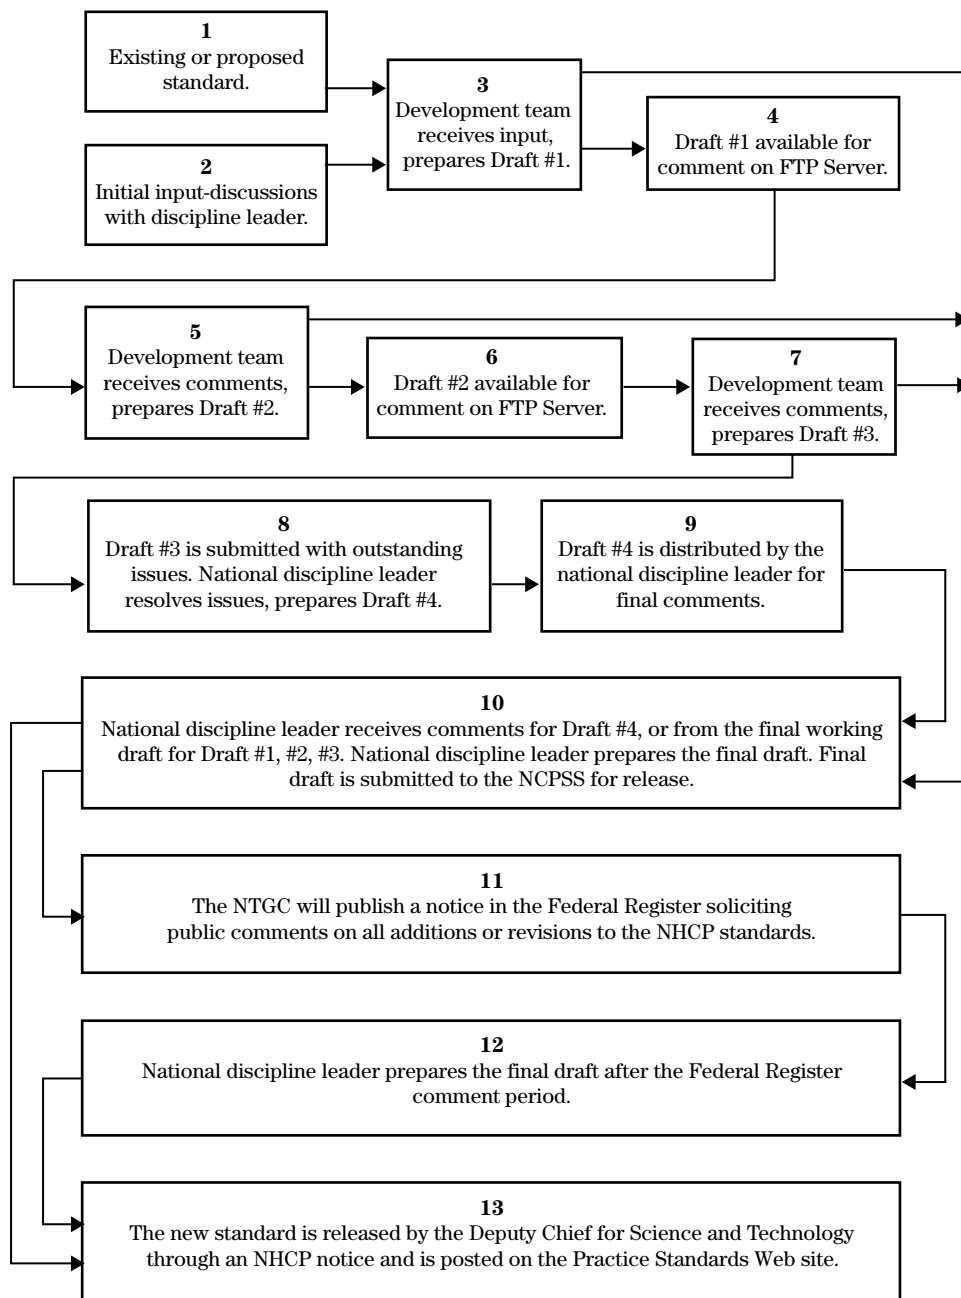 1
Existing or proposed
standard.
2
Initial input-discussions
with discipline leader.
3
Development team
receives input,
prepares Draft #1.
4
Draft #1 available for
comment on FTP Server.
5
Development team
receives comments,
prepares Draft #2.
6
Draft #2 available for
comment on FTP Server.
7
Development team
receives comments,
prepares Draft #3.
8
Draft #3 is submitted with outstanding
issues. National discipline leader
resolves issues, prepares Draft #4.
9
Draft #4 is distributed by the
national discipline leader for
final comments.
10
National discipline leader receives comments for Draft #4, or from the final working
draft for Draft #1, #2, #3. National discipline leader prepares the final draft. Final
draft is submitted to the NCPSS for release.
11
The NTGC will publish a notice in the Federal Register soliciting
public comments on all additions or revisions to the NHCP standards.
12
National discipline leader prepares the final draft after the Federal Register
comment period.
13
The new standard is released by the Deputy Chief for Science and Technology
through an NHCP notice and is posted on the Practice Standards Web site.